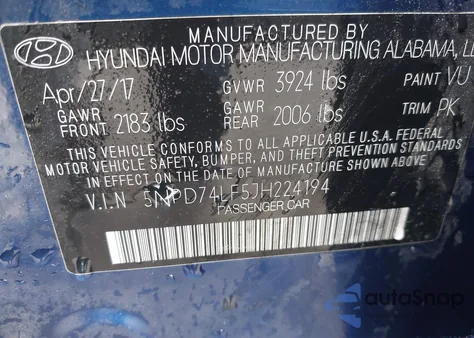 MANUFACTURED BY
HYUNDAI MOTOR MANUFACTURING ALABAMA, LL
Apr/27/17 GVWR 3924 lbs PAINT VU
GAWR FRONT 2183 lbs GAWR REAR 2006 lbs TRIM PK
THIS VEHICLE CONFORMS TO ALL APPLICABLE U.S.A. FEDERAL
MOTOR VEHICLE SAFETY, BUMPER, AND THEFT PREVENTION STANDARDS
IN EFFECT ON THE DATE OF MANUFACTURE SHOWN ABOVE.
V.I.N 5NPD74LF5JH224194
PASSENGER CAR
autoSnap